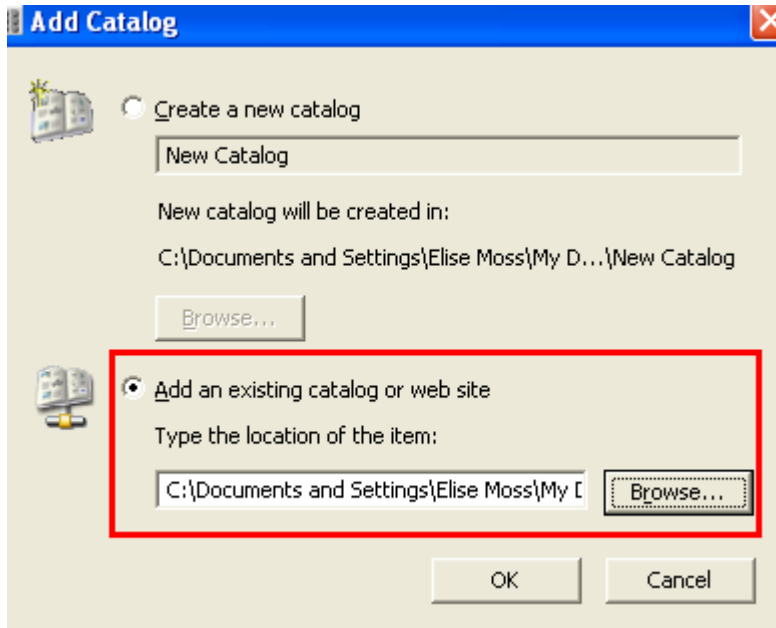 Add Catalog
Create a new catalog
New Catalog
New catalog will be created in:
C:\Documents and Settings\Elise Moss\My D...\New Catalog
Browse...
Add an existing catalog or web site
Type the location of the item:
C:\Documents and Settings\Elise Moss\My D
Browse...
OK Cancel